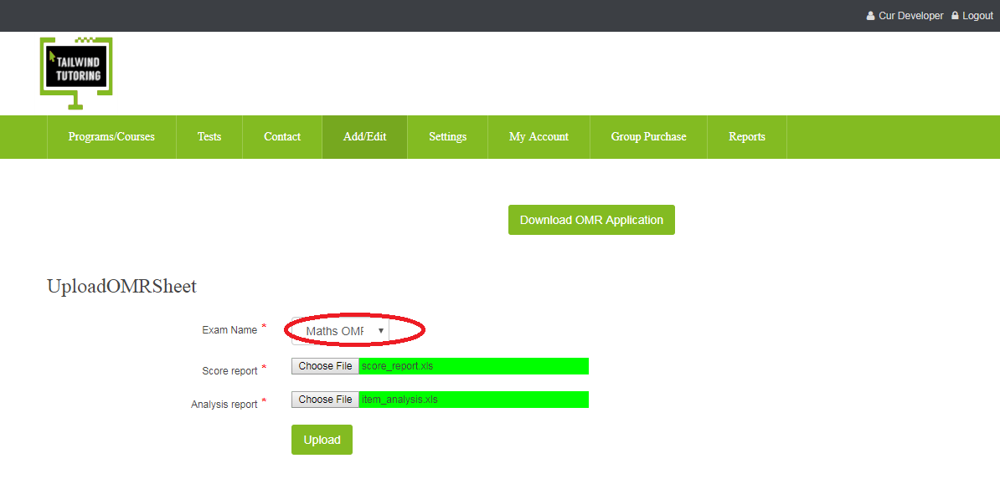 Cur Developer Logout
TAILWIND
TUTORING
Programs/Courses Tests Contact Add/Edit Settings My Account Group Purchase Reports
Download OMR Application
UploadOMRSheet
Exam Name * Maths OMR
Score report * Choose File score_report.xls
Analysis report * Choose File item_analysis.xls
Upload